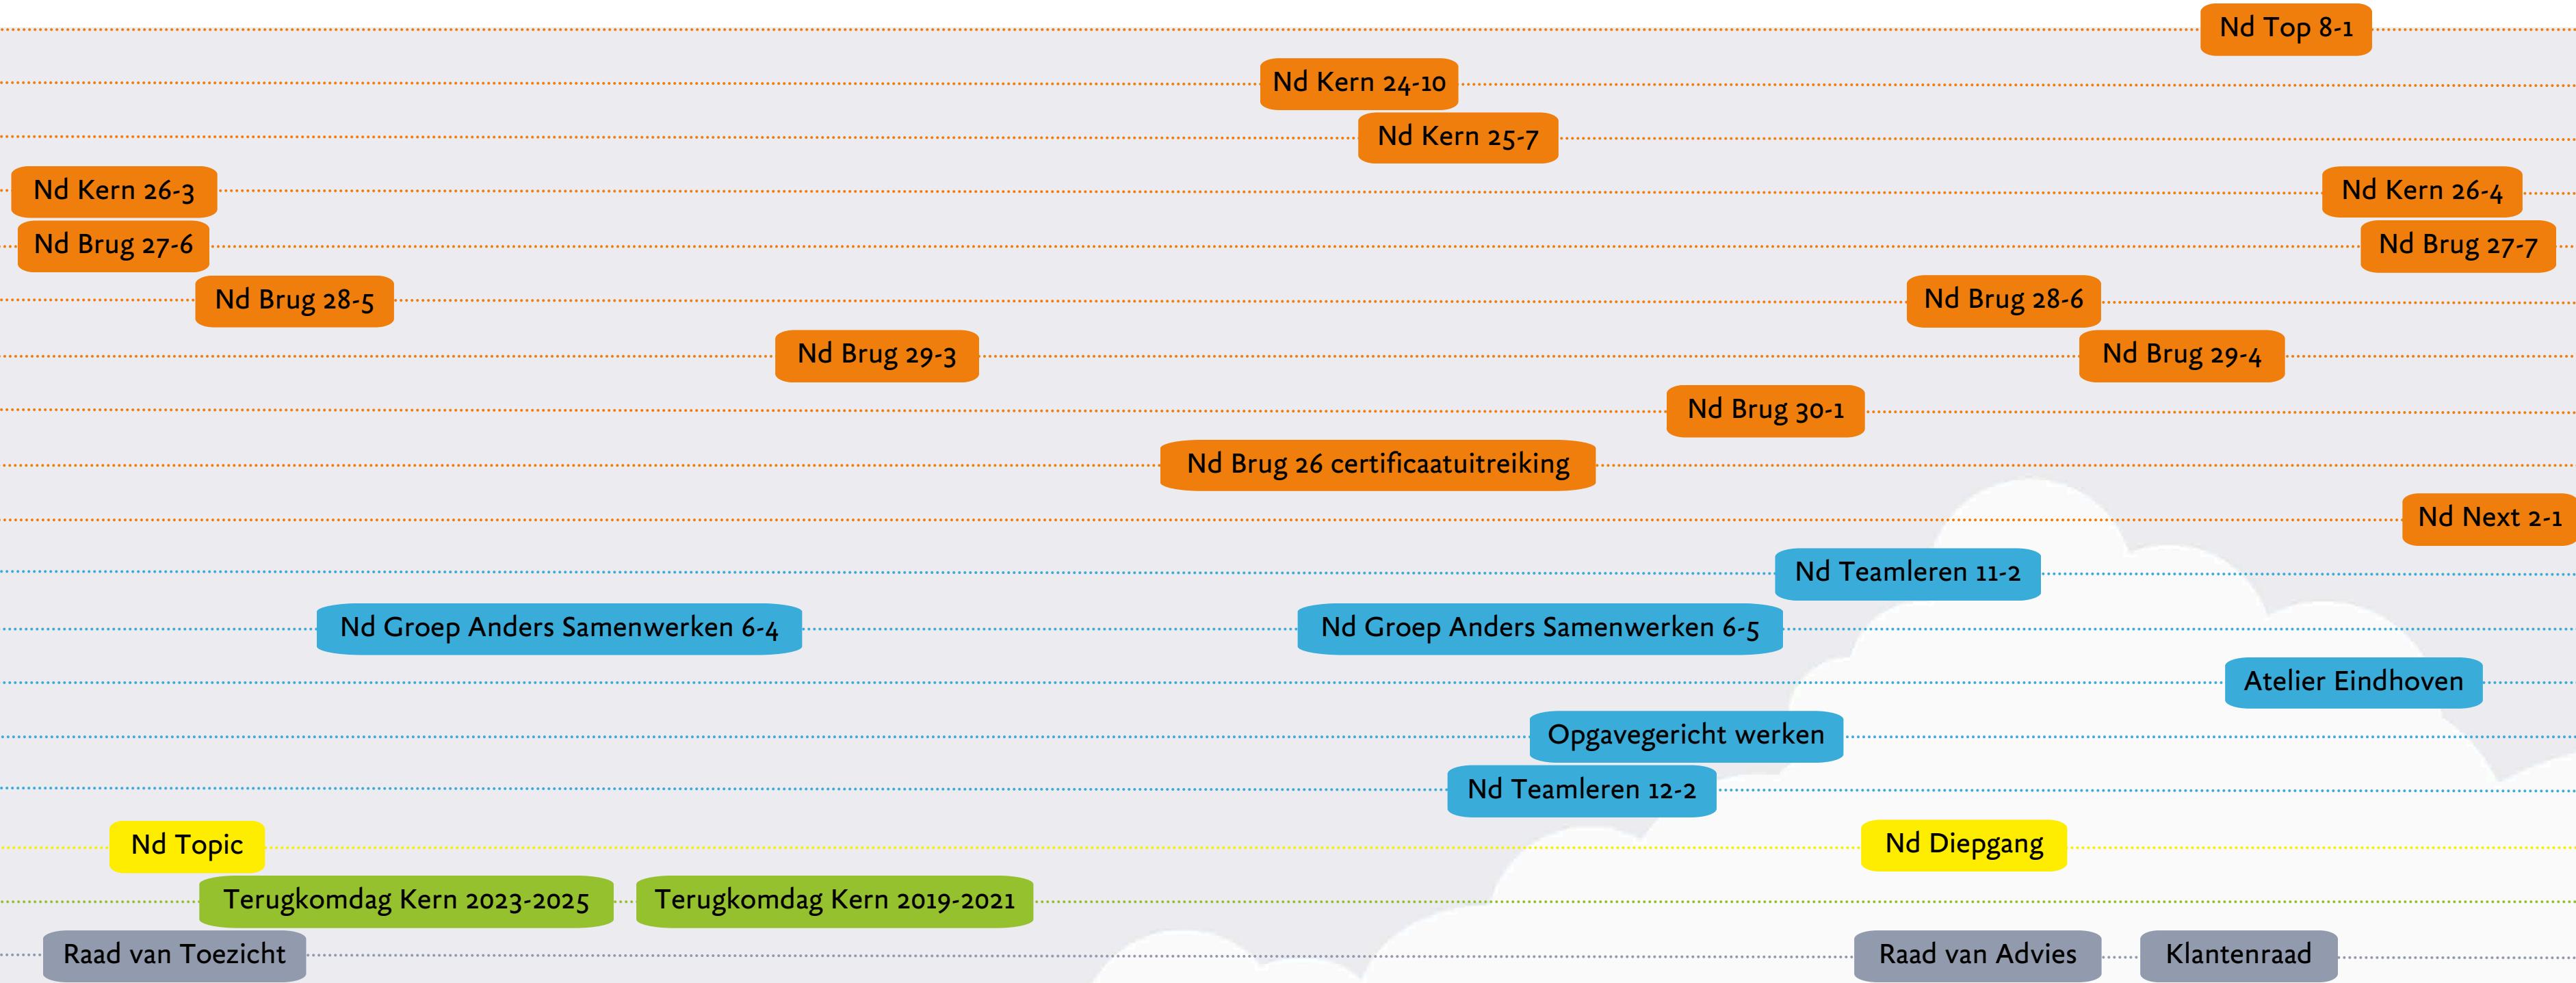 Nd Top 8-1
Nd Kern 24-10
Nd Kern 25-7
Nd Kern 26-3 Nd Kern 26-4
Nd Brug 27-6 Nd Brug 27-7
Nd Brug 28-5 Nd Brug 28-6
Nd Brug 29-3 Nd Brug 29-4
Nd Brug 30-1
Nd Brug 26 certificaatuitreiking
Nd Next 2-1
Nd Teamleren 11-2
Nd Groep Anders Samenwerken 6-4 Nd Groep Anders Samenwerken 6-5
Atelier Eindhoven
Opgavegericht werken
Nd Teamleren 12-2
Nd Topic Nd Diepgang
Terugkomdag Kern 2023-2025 Terugkomdag Kern 2019-2021
Raad van Toezicht Raad van Advies Klantenraad